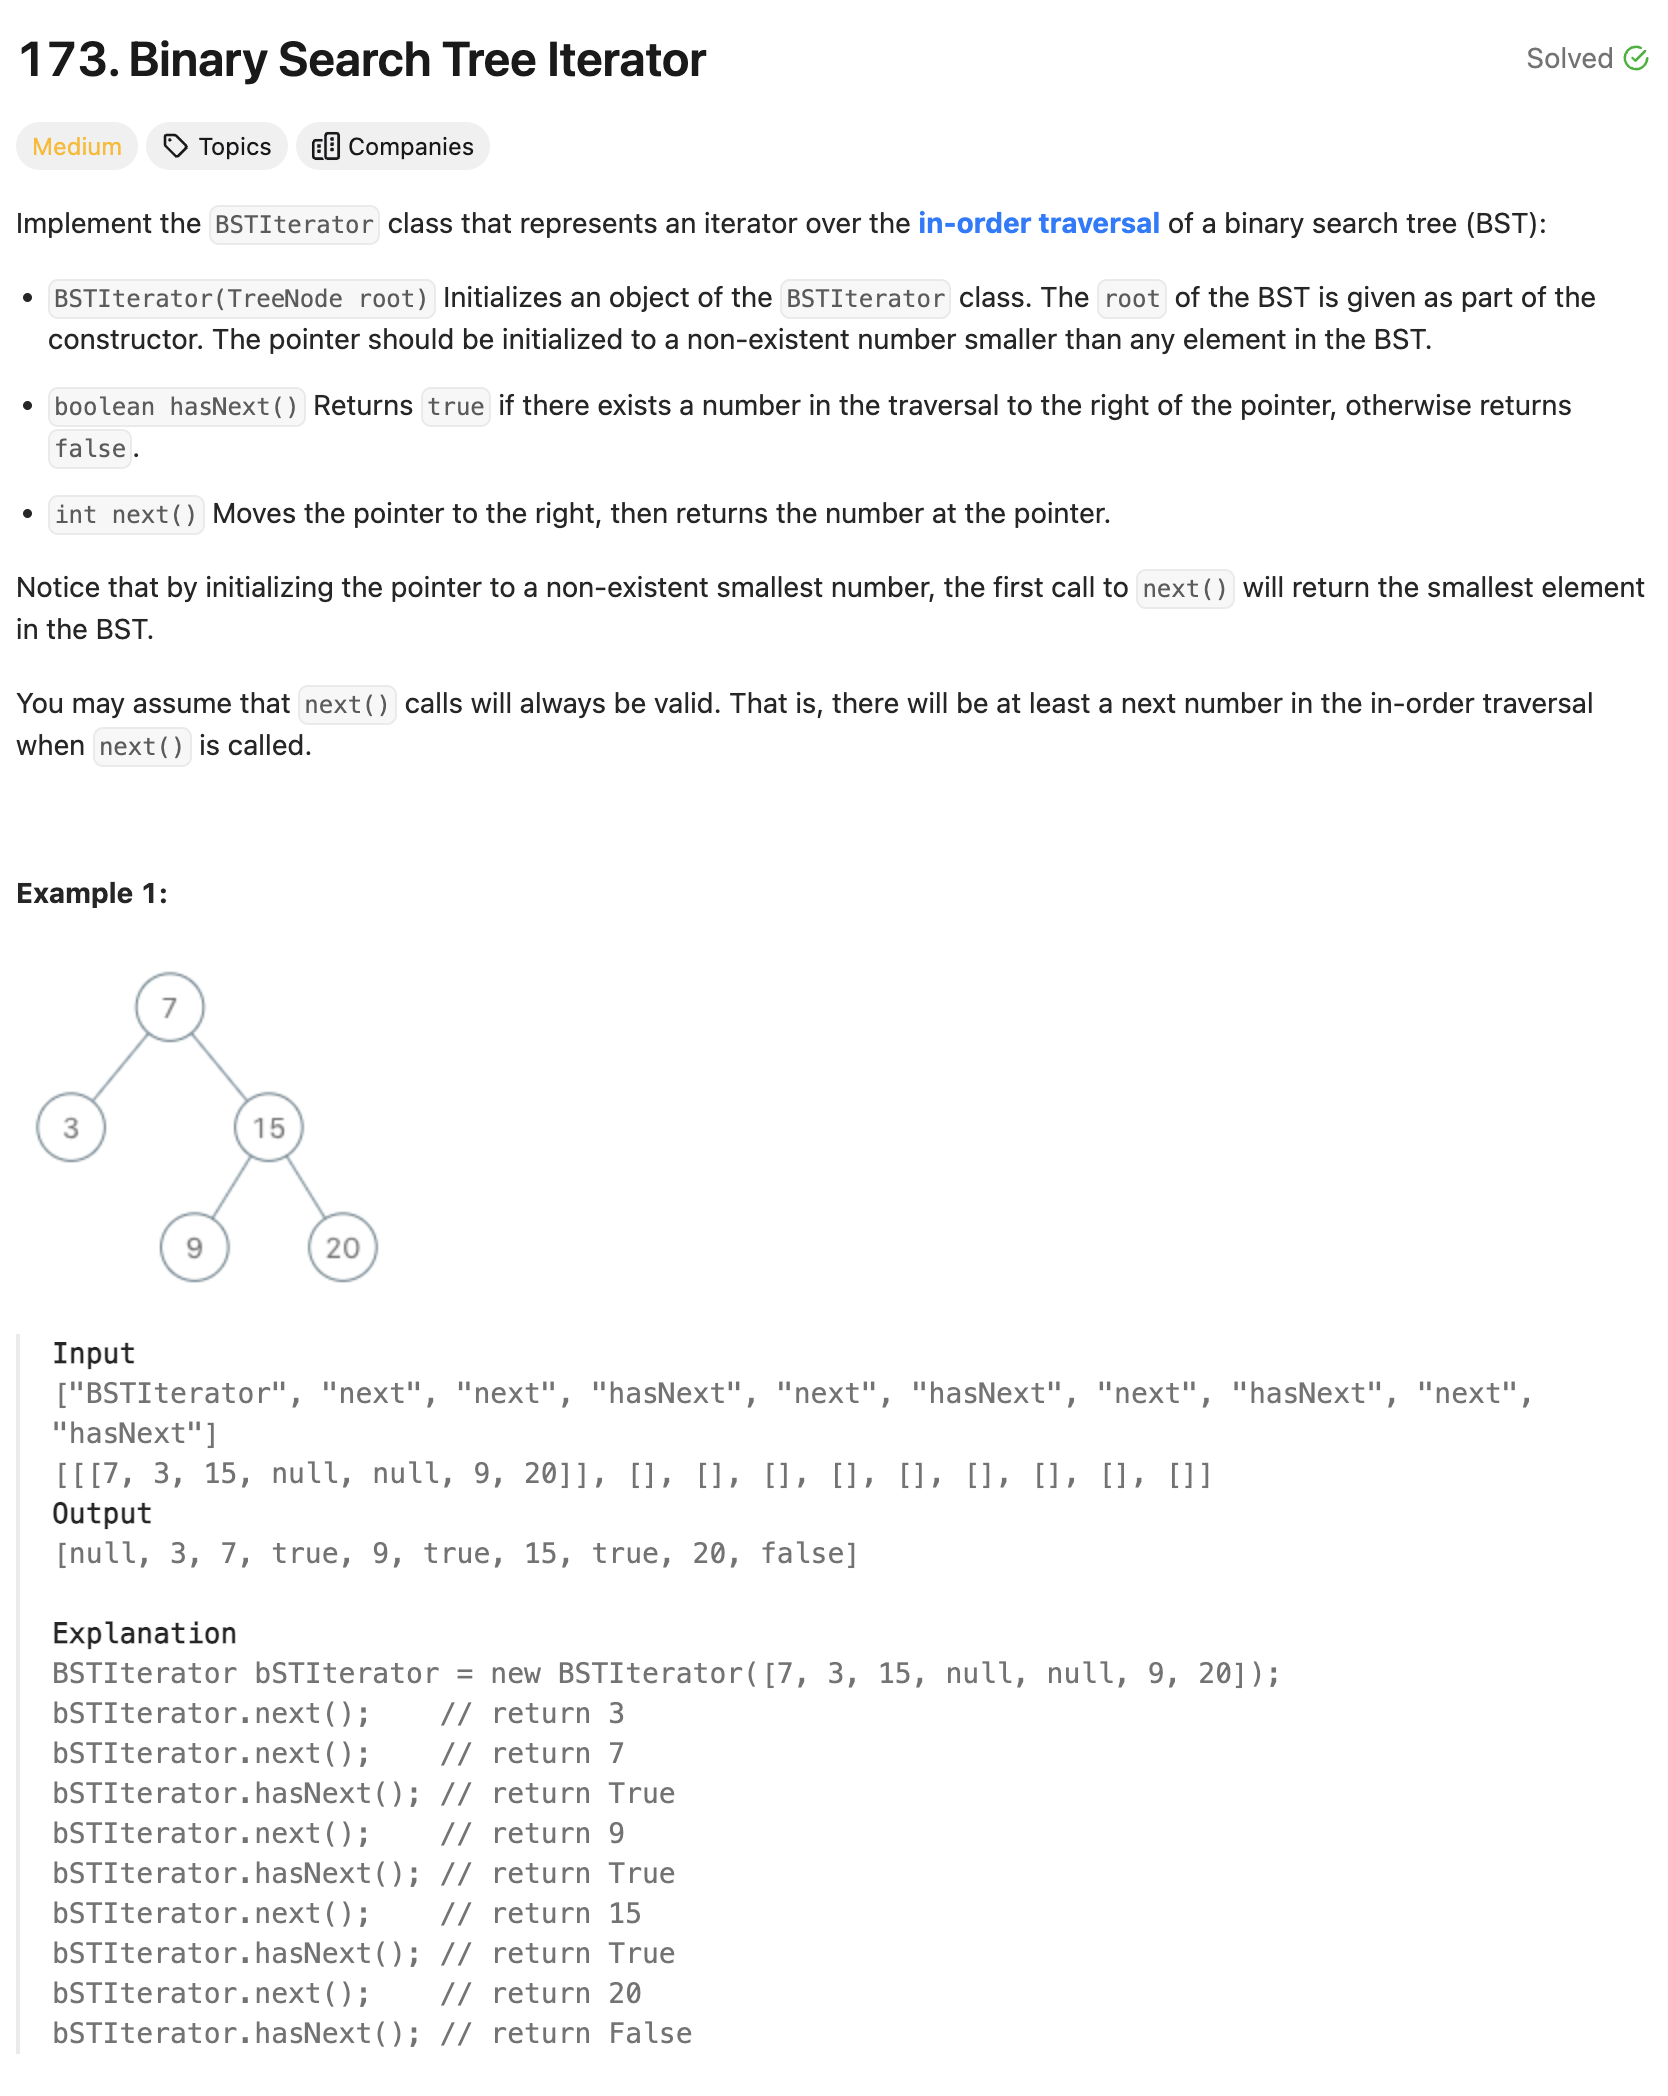 173. Binary Search Tree Iterator
Solved
Medium
Topics
Companies
Implement the BSTIterator class that represents an iterator over the in-order traversal of a binary search tree (BST):
• BSTIterator(TreeNode root) Initializes an object of the BSTIterator class. The root of the BST is given as part of the
constructor. The pointer should be initialized to a non-existent number smaller than any element in the BST.
• boolean hasNext() Returns true if there exists a number in the traversal to the right of the pointer, otherwise returns
false.
• int next() Moves the pointer to the right, then returns the number at the pointer.
Notice that by initializing the pointer to a non-existent smallest number, the first call to next() will return the smallest element
in the BST.
You may assume that next() calls will always be valid. That is, there will be at least a next number in the in-order traversal
when next() is called.
Example 1:
7
3
15
9
20
Input
["BSTIterator", "next", "next", "hasNext", "next", "hasNext", "next", "hasNext", "next",
"hasNext"]
[[[7, 3, 15, null, null, 9, 20]], [], [], [], [], [], [], [], [], []]
Output
[null, 3, 7, true, 9, true, 15, true, 20, false]
Explanation
BSTIterator bSTIterator = new BSTIterator([7, 3, 15, null, null, 9, 20]);
bSTIterator.next();    // return 3
bSTIterator.next();    // return 7
bSTIterator.hasNext(); // return True
bSTIterator.next();    // return 9
bSTIterator.hasNext(); // return True
bSTIterator.next();    // return 15
bSTIterator.hasNext(); // return True
bSTIterator.next();    // return 20
bSTIterator.hasNext(); // return False